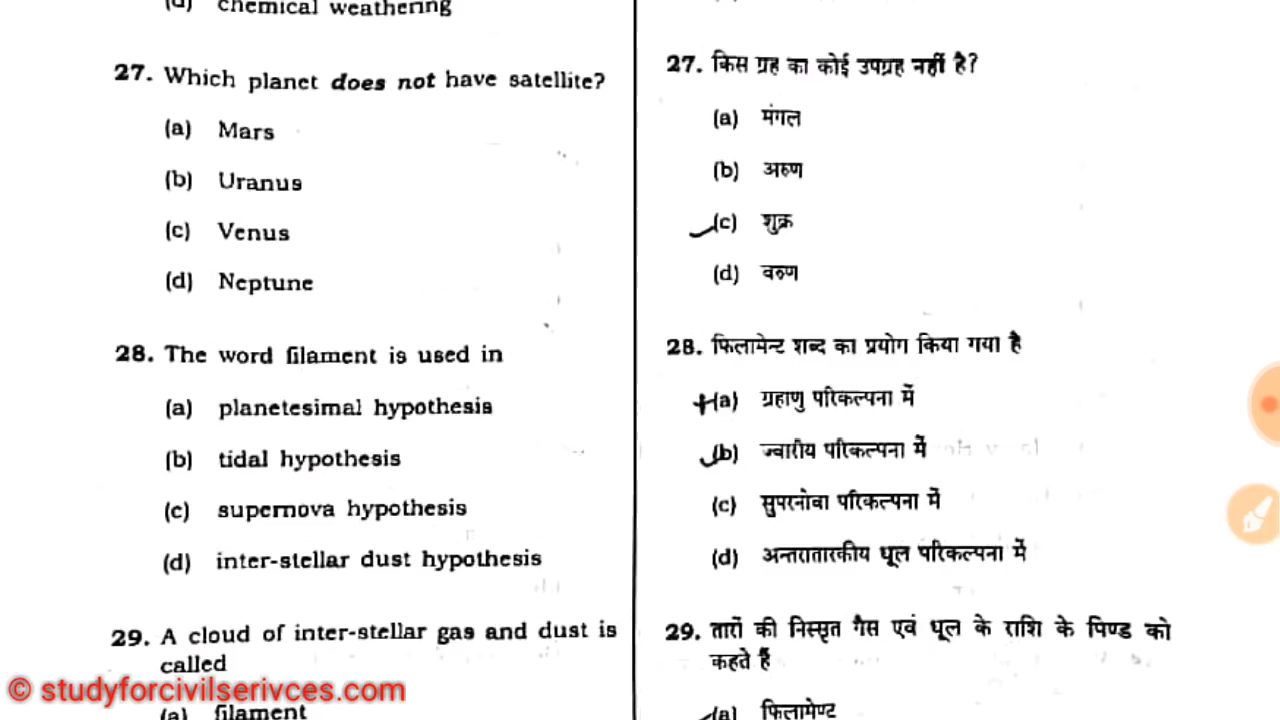 (d) chemical weathering
27. Which planet does not have satellite?
(a) Mars
(b) Uranus
(c) Venus
(d) Neptune
28. The word filament is used in
(a) planetesimal hypothesis
(b) tidal hypothesis
(c) supernova hypothesis
(d) inter-stellar dust hypothesis
29. A cloud of inter-stellar gas and dust is
called
(a) filament
27. किस ग्रह का कोई उपग्रह नहीं है?
(a) मंगल
(b) अरुण
(c) शुक्र
(d) वरुण
28. फिलामेन्ट शब्द का प्रयोग किया गया है
(a) ग्रहाणु परिकल्पना में
(b) ज्वारीय परिकल्पना में
(c) सुपरनोवा परिकल्पना में
(d) अन्तरातारकीय धूल परिकल्पना में
29. तारों की निस्सृत गैस एवं धूल के राशि के पिण्ड को
कहते हैं
(a) फिलामेण्ट
© studyforcivilserivces.com